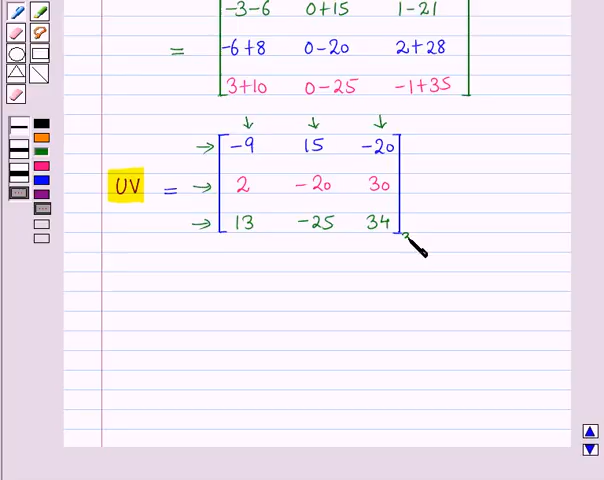 -3-6 0+15 1-21
= -6+8 0-20 2+28
3+10 0-25 -1+35
↓ ↓ ↓
→ -9 15 -20
UV = → 2 -20 30
→ 13 -25 34